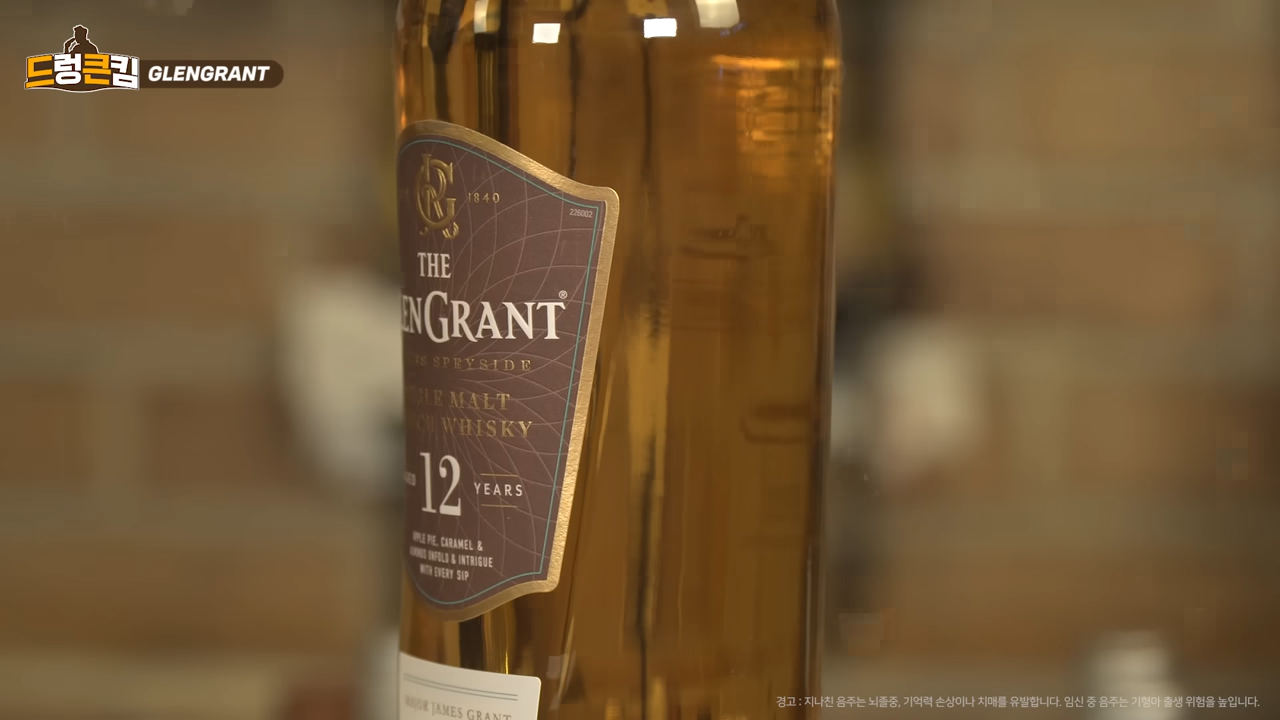 드렁큰킴 GLENGRANT
1840
226002
THE
ENGRANT®
SPEYSIDE
MALT
WHISKY
12 YEARS
APPLE PIE, CARAMEL &
UNFOLD & INTRIGUE
WITH EVERY SIP
MAJOR JAMES GRANT
경고 : 지나친 음주는 뇌졸중, 기억력 손상이나 치매를 유발합니다. 임신 중 음주는 기형아 출생 위험을 높입니다.